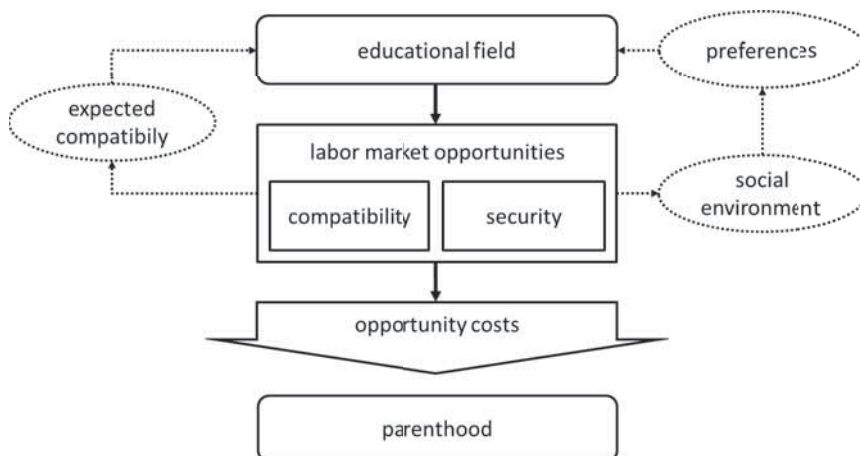 educational field
preferences
expected
compatibily
labor market opportunities
compatibility
security
social
environment
opportunity costs
parenthood